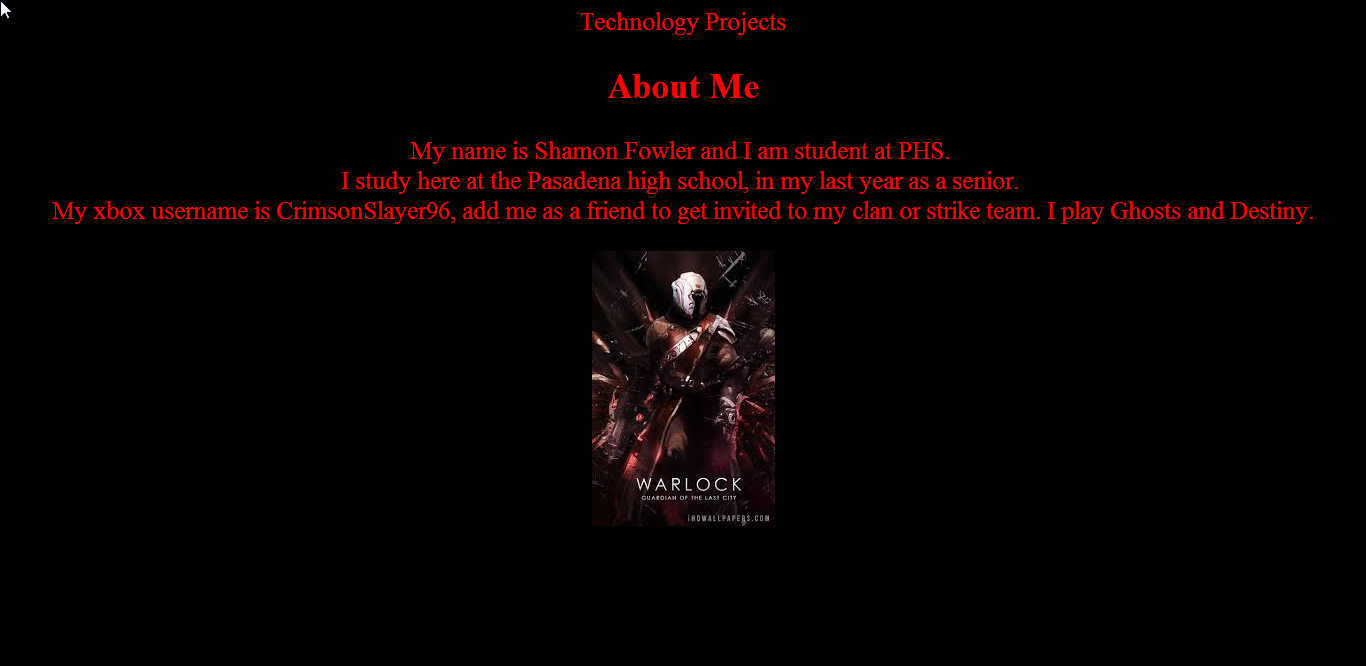 Technology Projects
About Me
My name is Shamon Fowler and I am student at PHS.
I study here at the Pasadena high school, in my last year as a senior.
My xbox username is CrimsonSlayer96, add me as a friend to get invited to my clan or strike team. I play Ghosts and Destiny.
WARLOCK
GUARDIAN OF THE LAST CITY
iHDWALLPAPERS.COM